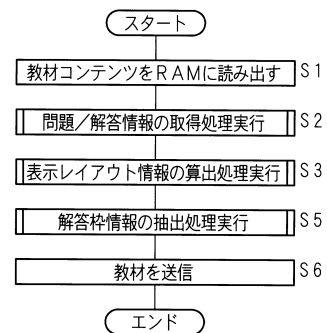 スタート
教材コンテンツをRAMに読み出す S1
問題／解答情報の取得処理実行 S2
表示レイアウト情報の算出処理実行 S3
解答枠情報の抽出処理実行 S5
教材を送信 S6
エンド